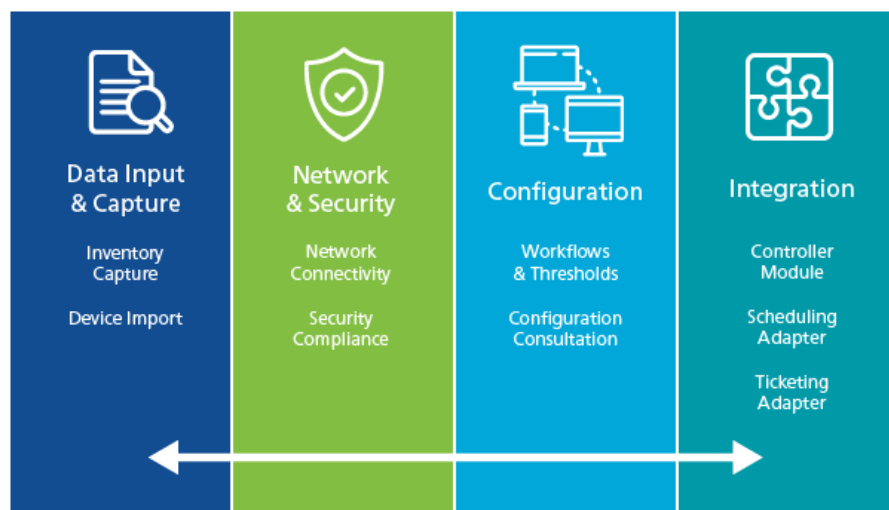 Data Input
& Capture
Inventory
Capture
Device Import
Network
& Security
Network
Connectivity
Security
Compliance
Configuration
Workflows
& Thresholds
Configuration
Consultation
Integration
Controller
Module
Scheduling
Adapter
Ticketing
Adapter